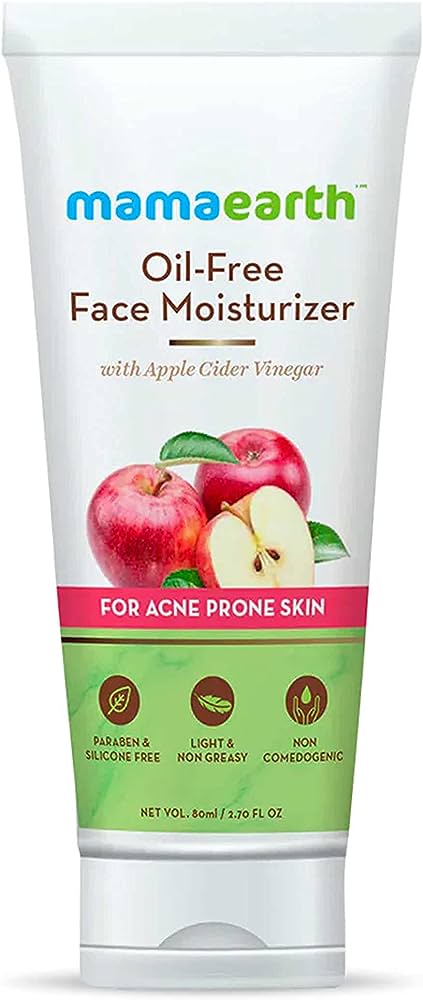 mamaearth™
Oil-Free
Face Moisturizer
with Apple Cider Vinegar
FOR ACNE PRONE SKIN
PARABEN &
SILICONE FREE
LIGHT &
NON GREASY
NON
COMEDOGENIC
NET VOL. 80ml / 2.70 FL OZ